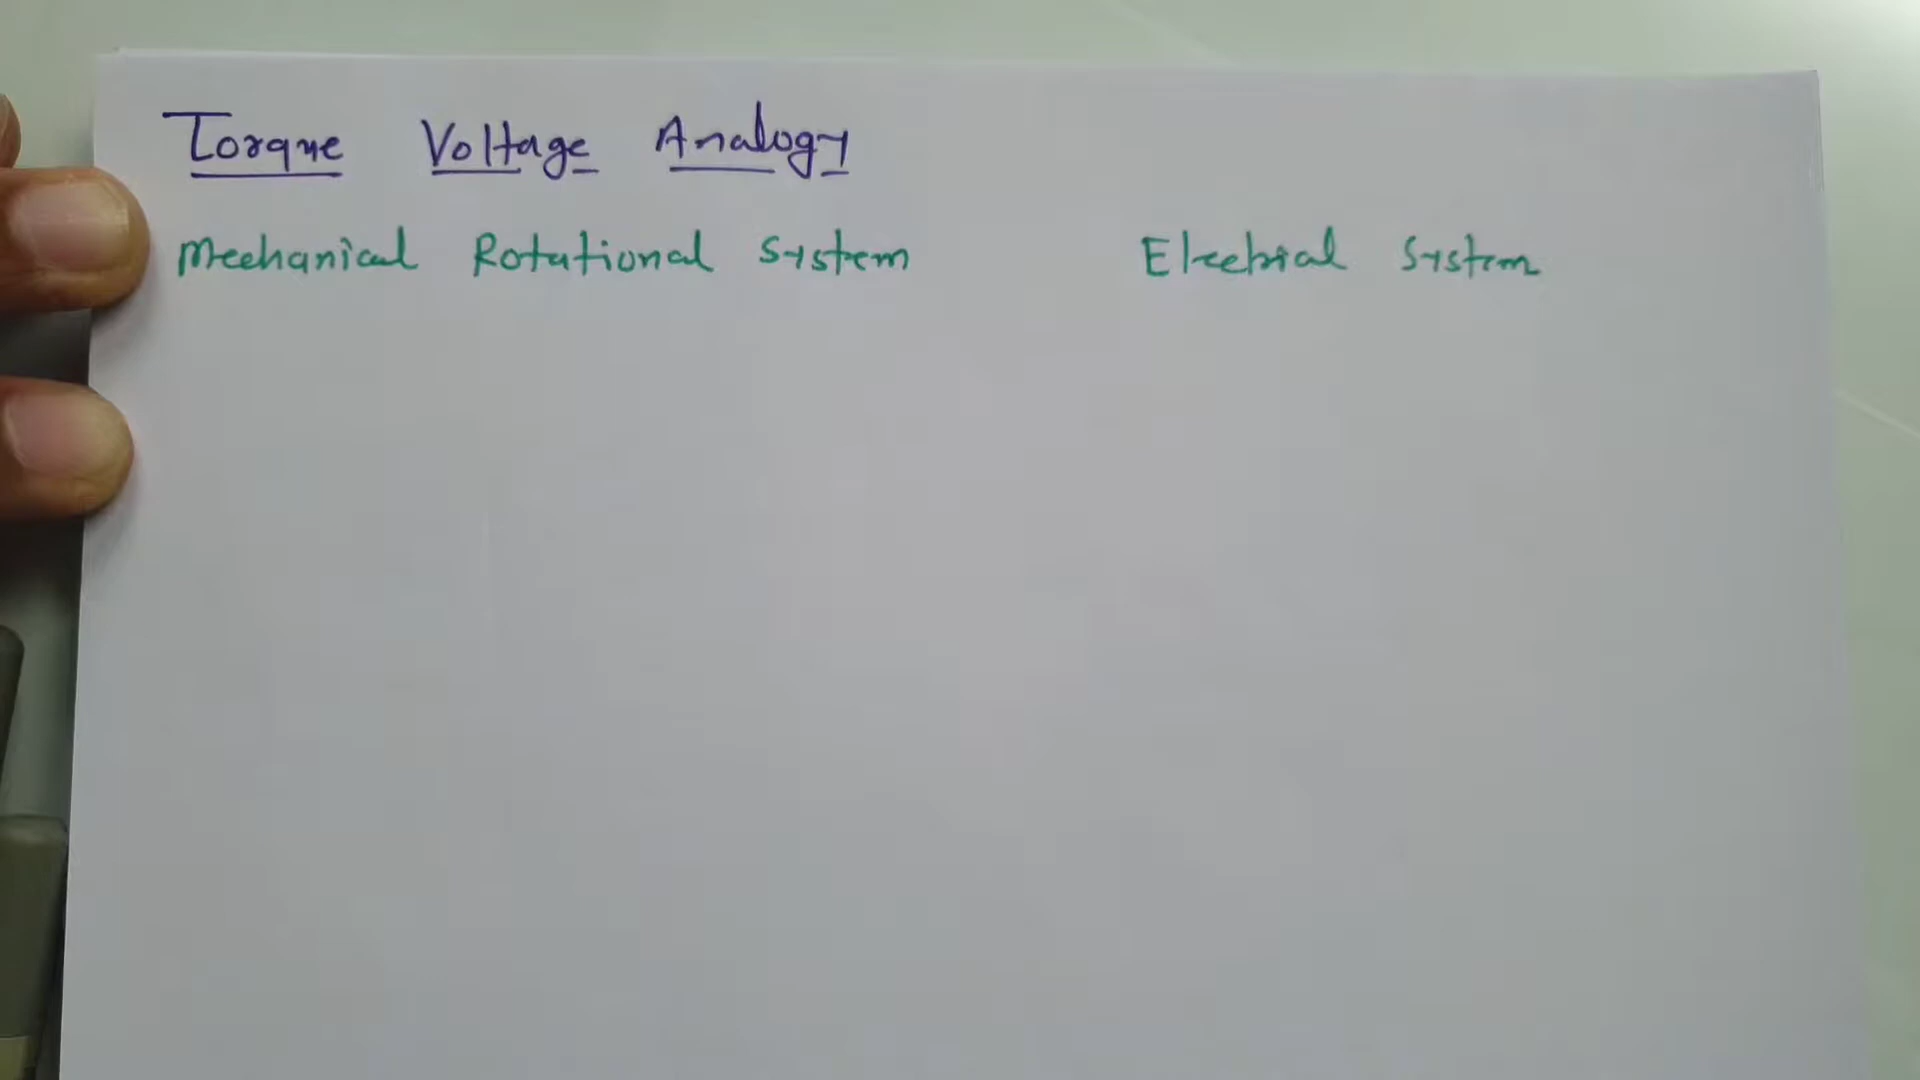 Torque Voltage Analogy
Mechanical Rotational System Electrical System